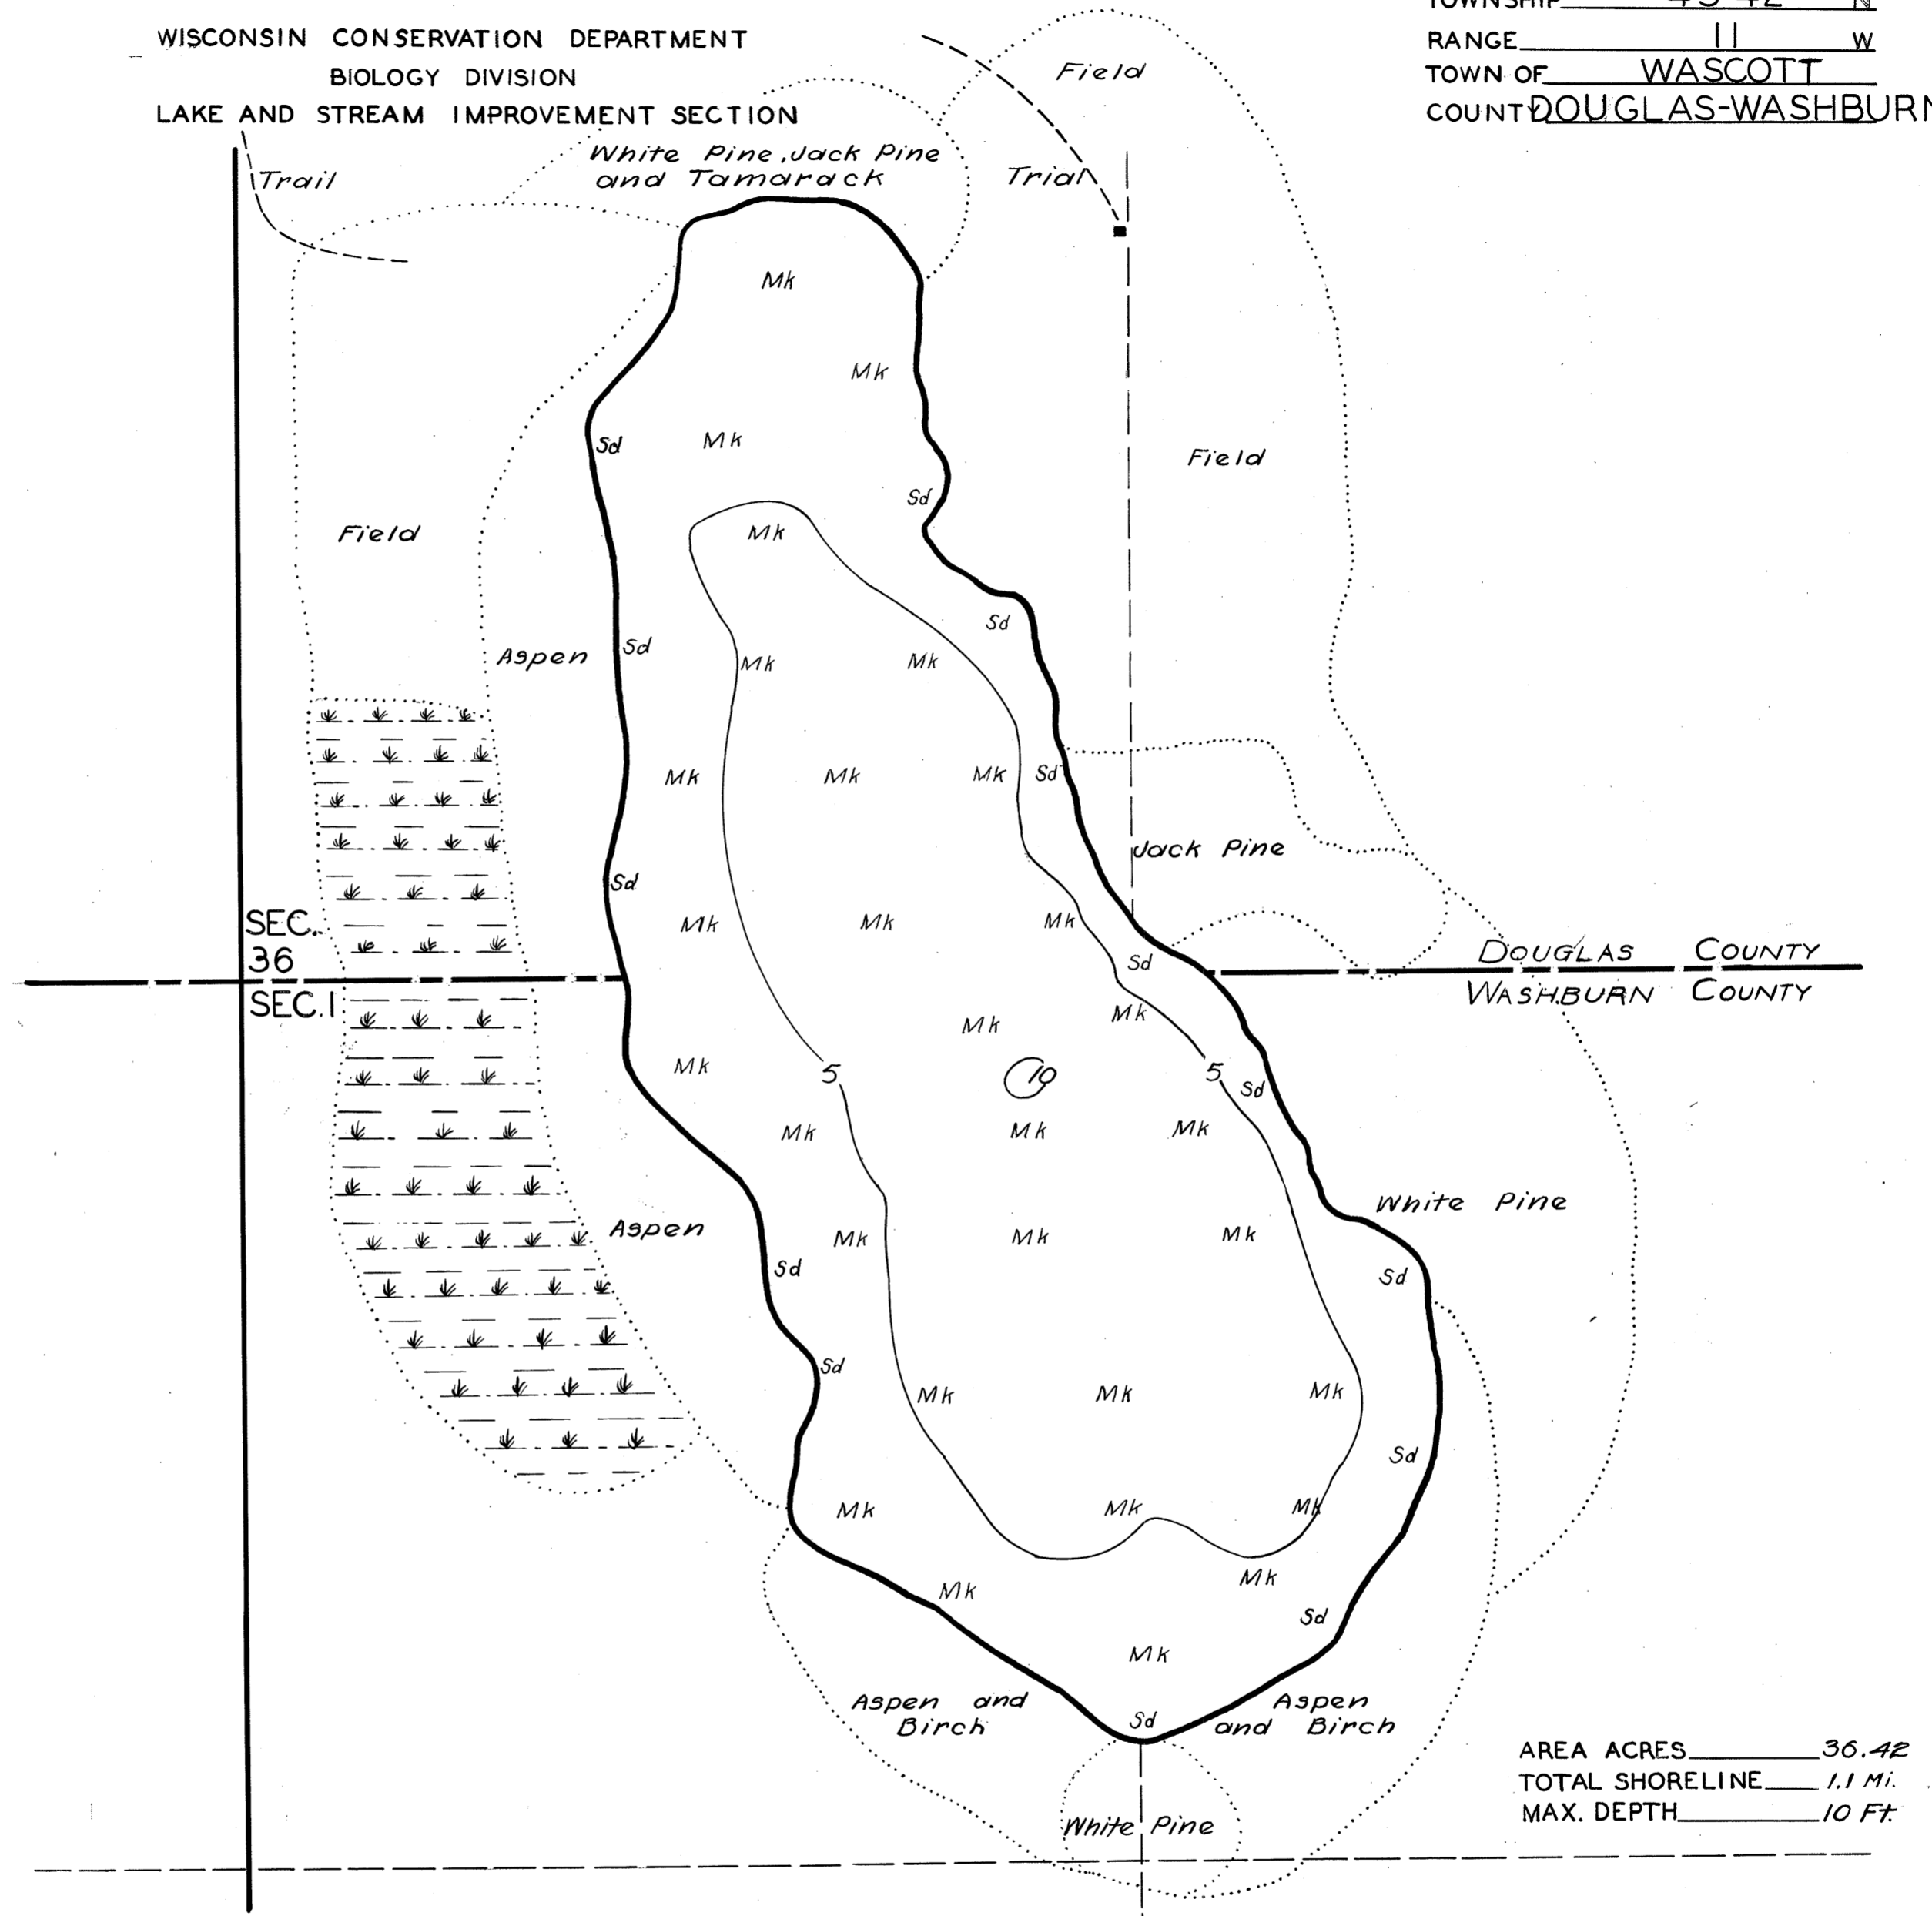 WISCONSIN CONSERVATION DEPARTMENT
BIOLOGY DIVISION
LAKE AND STREAM IMPROVEMENT SECTION
RANGE 11 W
TOWN OF WASCOTT
COUNTY DOUGLAS-WASHBURN
Field
White Pine, Jack Pine
and Tamarack
Trail
Trial
Mk
Mk
Mk
Sd
Field
Sd
Field
Mk
Sd
Aspen
Sd
Mk
Mk
Mk
Mk
Mk
Sd
Jack Pine
Sd
SEC.
36
Mk
Mk
Mk
Sd
DOUGLAS COUNTY
WASHBURN COUNTY
SEC. 1
Mk
Mk
Mk
5
10
5
Sd
Mk
Mk
Mk
White Pine
Aspen
Mk
Mk
Mk
Sd
Sd
Sd
Mk
Mk
Mk
Sd
Mk
Mk
Mk
Mk
Mk
Sd
Mk
Aspen and
Birch
Sd
Aspen
and Birch
AREA ACRES 36.42
TOTAL SHORELINE 1.1 Mi.
MAX. DEPTH 10 Ft.
White Pine